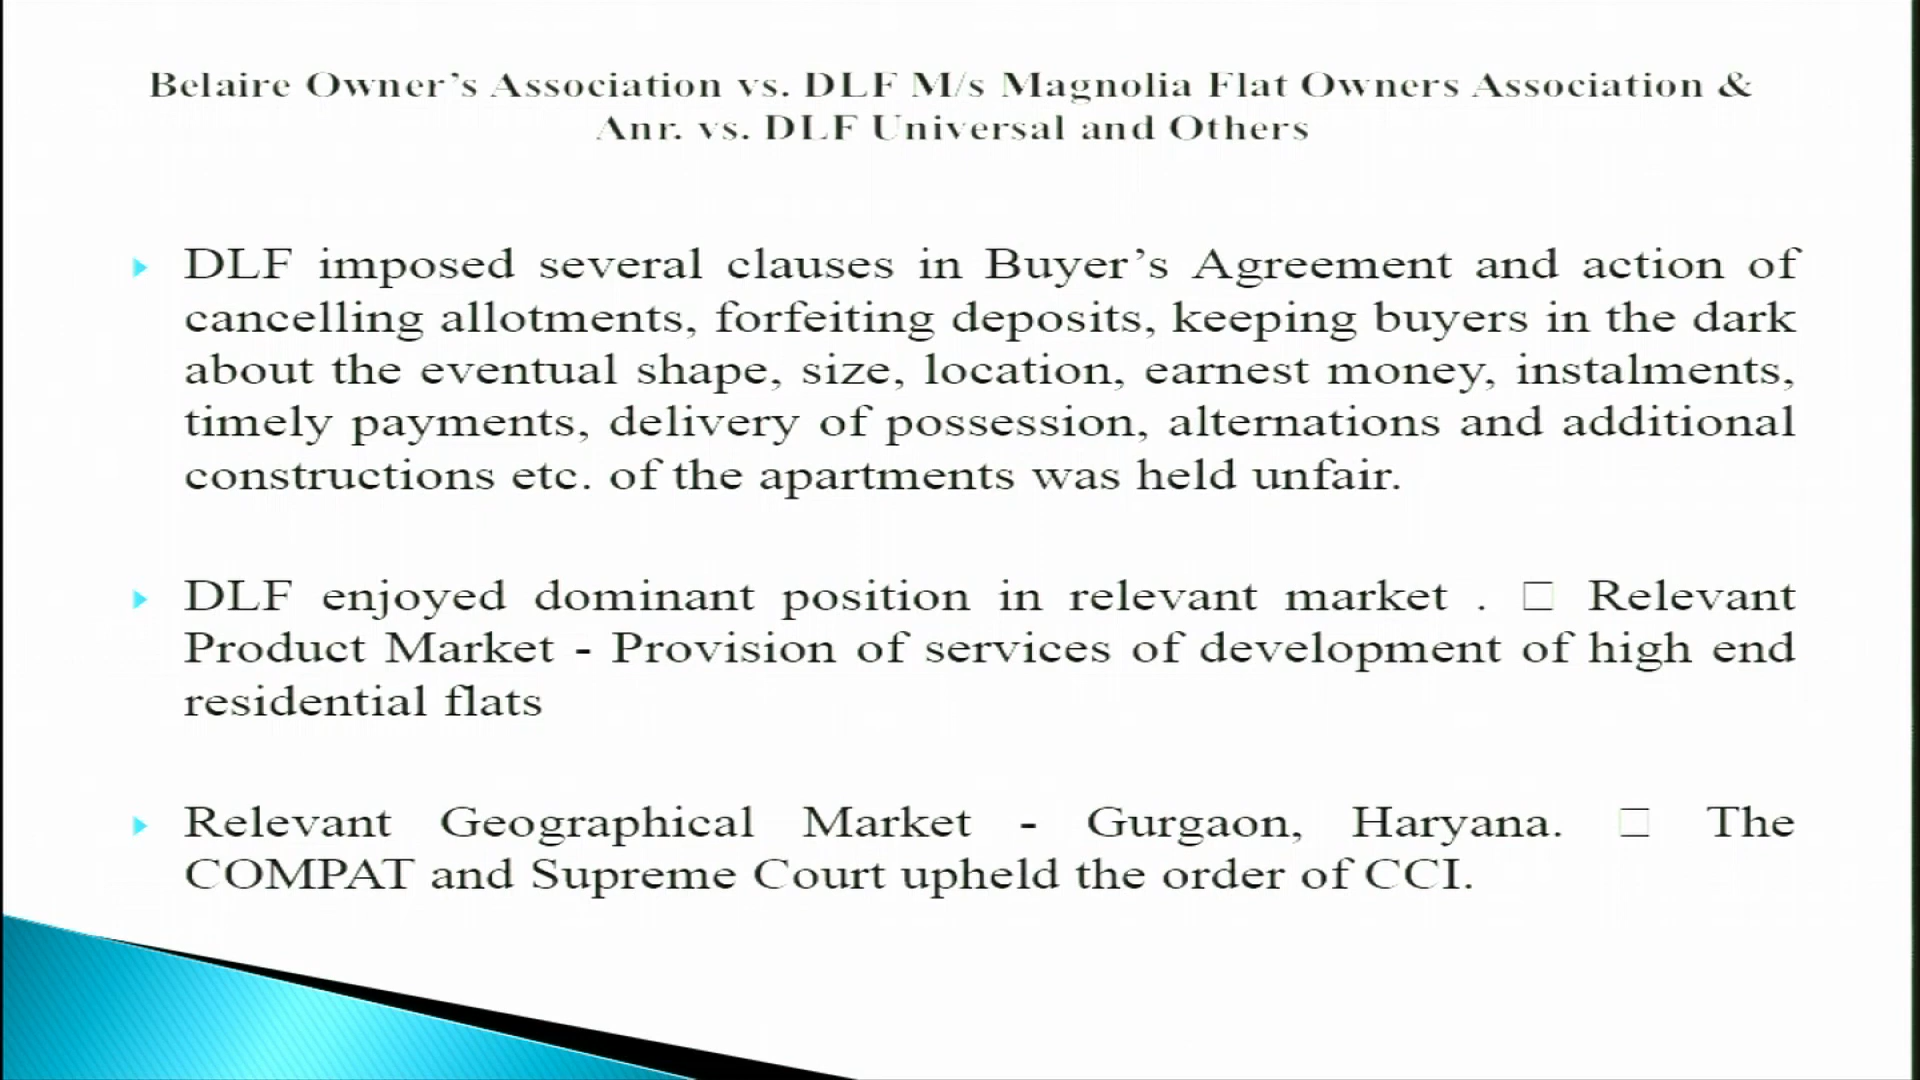 Belaire Owner’s Association vs. DLF M/s Magnolia Flat Owners Association &
Anr. vs. DLF Universal and Others
DLF imposed several clauses in Buyer’s Agreement and action of
cancelling allotments, forfeiting deposits, keeping buyers in the dark
about the eventual shape, size, location, earnest money, instalments,
timely payments, delivery of possession, alternations and additional
constructions etc. of the apartments was held unfair.
DLF enjoyed dominant position in relevant market . □ Relevant
Product Market - Provision of services of development of high end
residential flats
Relevant Geographical Market - Gurgaon, Haryana. □ The
COMPAT and Supreme Court upheld the order of CCI.